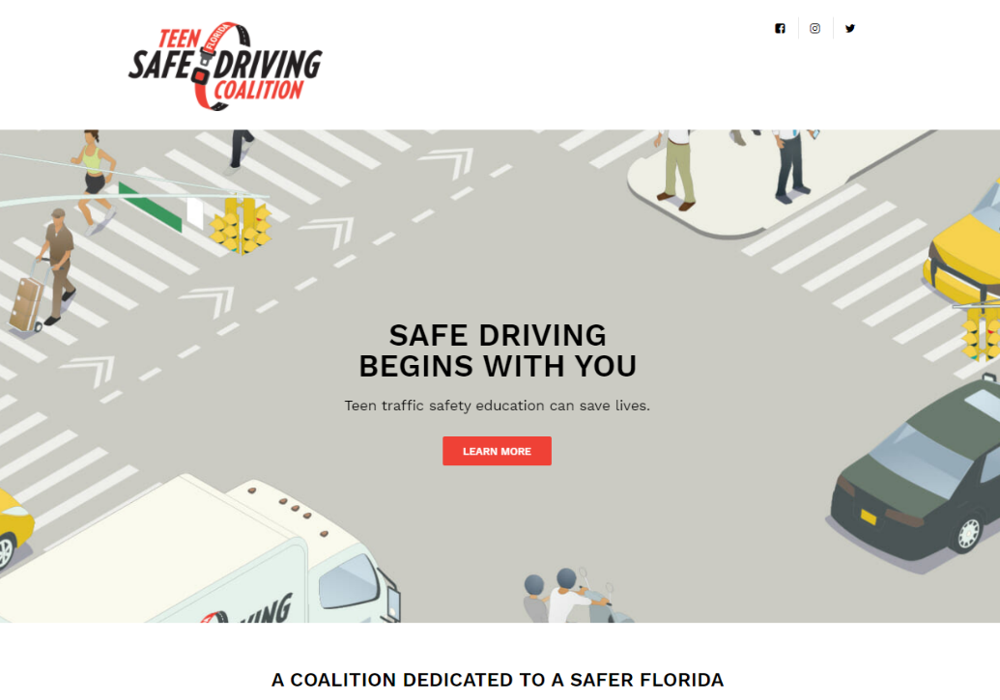 TEEN
FLORIDA
SAFE DRIVING
COALITION
SAFE DRIVING
BEGINS WITH YOU
Teen traffic safety education can save lives.
LEARN MORE
A COALITION DEDICATED TO A SAFER FLORIDA